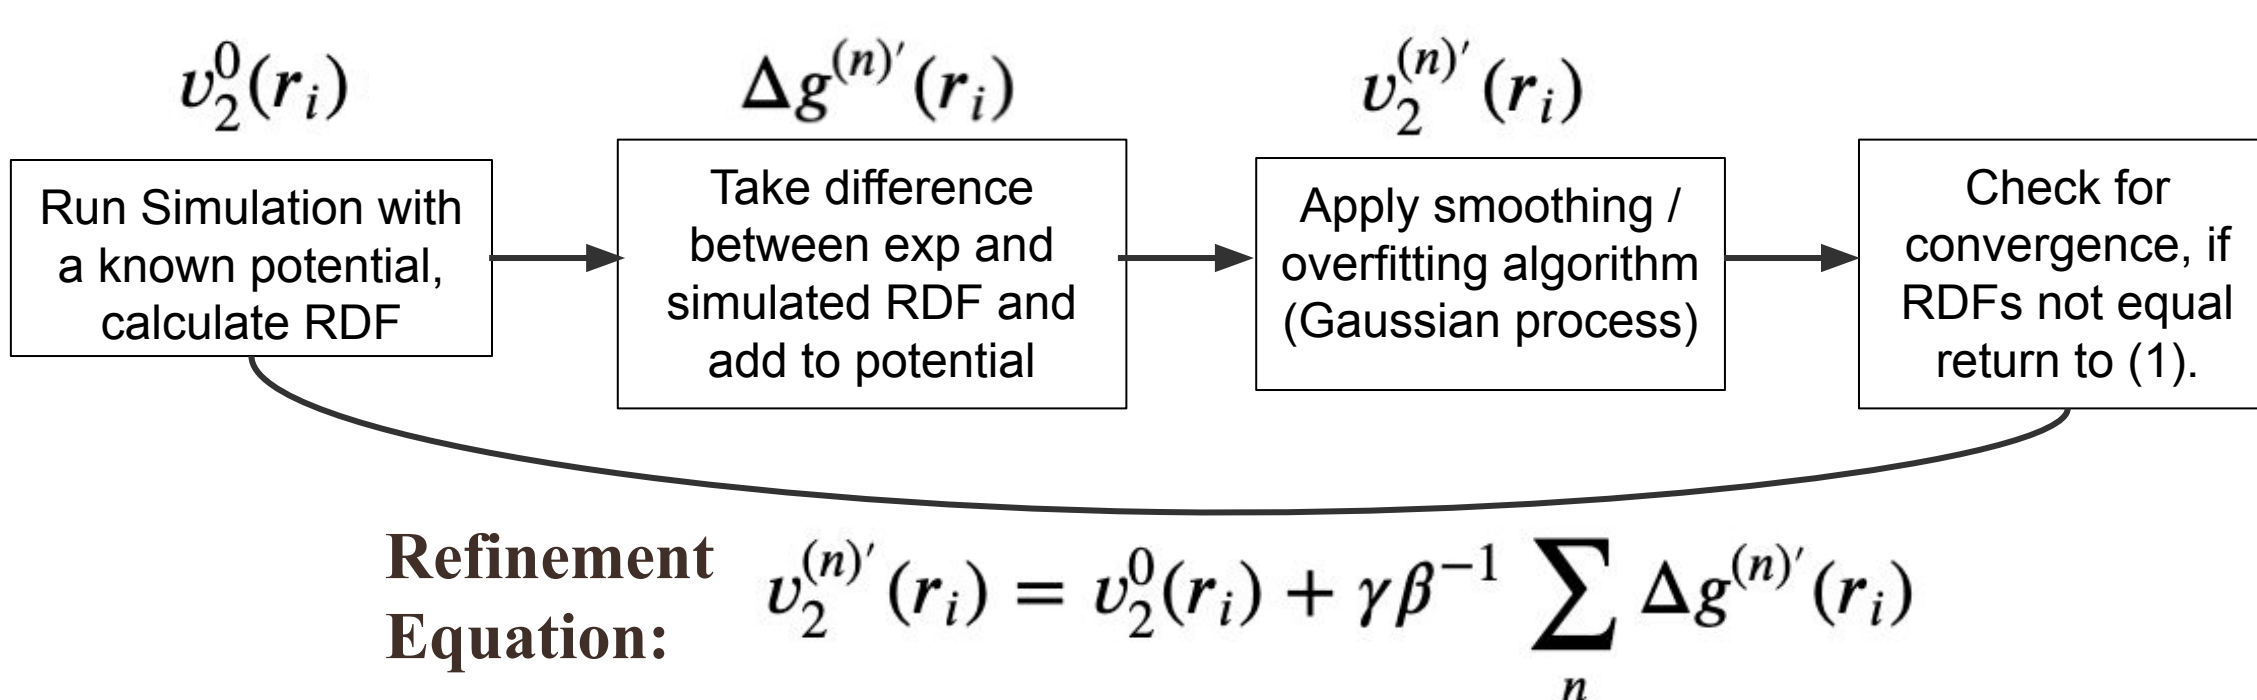 v₂⁰(rᵢ)
Δg⁽ⁿ⁾′(rᵢ)
v₂⁽ⁿ⁾′(rᵢ)
Run Simulation with
a known potential,
calculate RDF
Take difference
between exp and
simulated RDF and
add to potential
Apply smoothing /
overfitting algorithm
(Gaussian process)
Check for
convergence, if
RDFs not equal
return to (1).
Refinement
Equation:
v₂⁽ⁿ⁾′(rᵢ) = v₂⁰(rᵢ) + γβ⁻¹ ∑ₙ Δg⁽ⁿ⁾′(rᵢ)